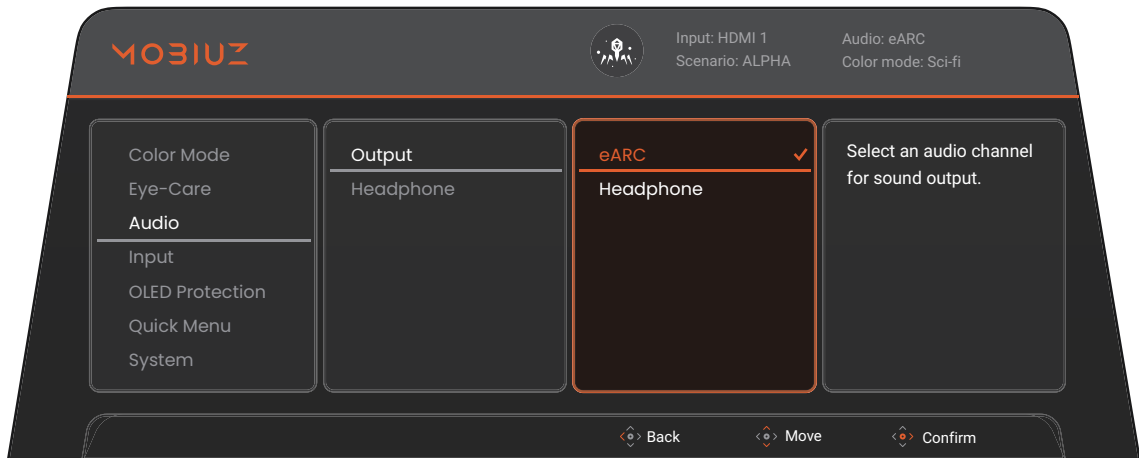 MOBIUZ
Input: HDMI 1
Scenario: ALPHA
Audio: eARC
Color mode: Sci-fi
Color Mode
Eye-Care
Audio
Input
OLED Protection
Quick Menu
System
Output
Headphone
eARC
Headphone
Select an audio channel
for sound output.
Back
Move
Confirm